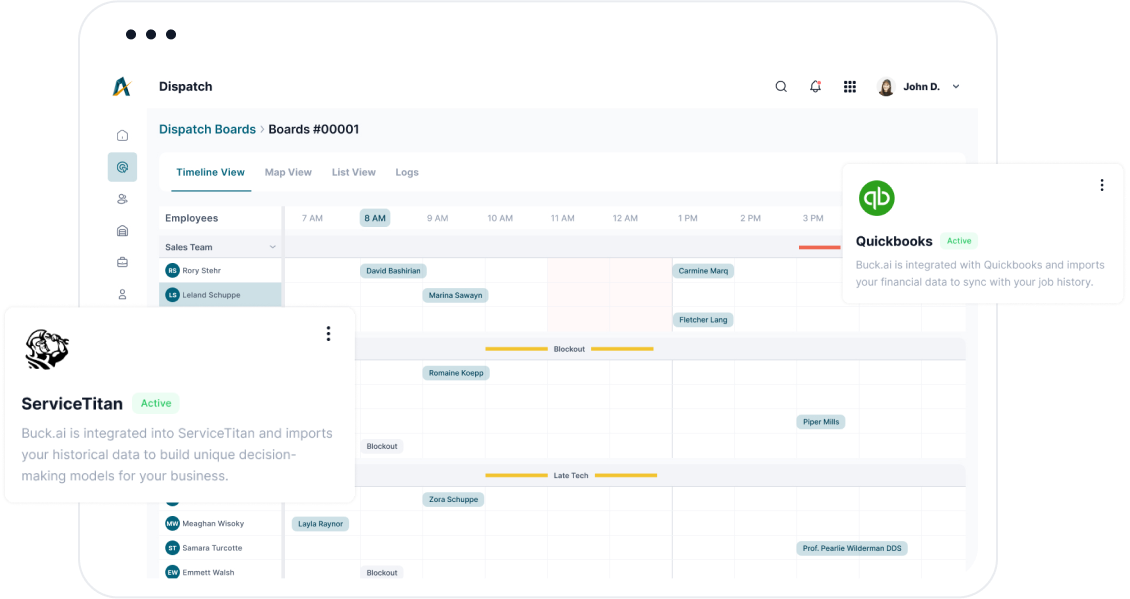 Dispatch
John D.
Dispatch Boards > Boards #00001
Timeline View Map View List View Logs
Employees 7 AM 8 AM 9 AM 10 AM 11 AM 12 AM 1 PM 2 PM 3 PM
Sales Team
RS Rory Stehr David Bashirian Carmine Marq
LS Leland Schuppe Marina Sawayn
Fletcher Lang
Blockout
Romaine Koepp
Piper Mills
Blockout
Late Tech
Zora Schuppe
MW Meaghan Wisoky Layla Raynor
ST Samara Turcotte Prof. Pearlie Wilderman DDS
EW Emmett Walsh Blockout
qb
Quickbooks Active
Buck.ai is integrated with Quickbooks and imports
your financial data to sync with your job history.
ServiceTitan Active
Buck.ai is integrated into ServiceTitan and imports
your historical data to build unique decision-
making models for your business.